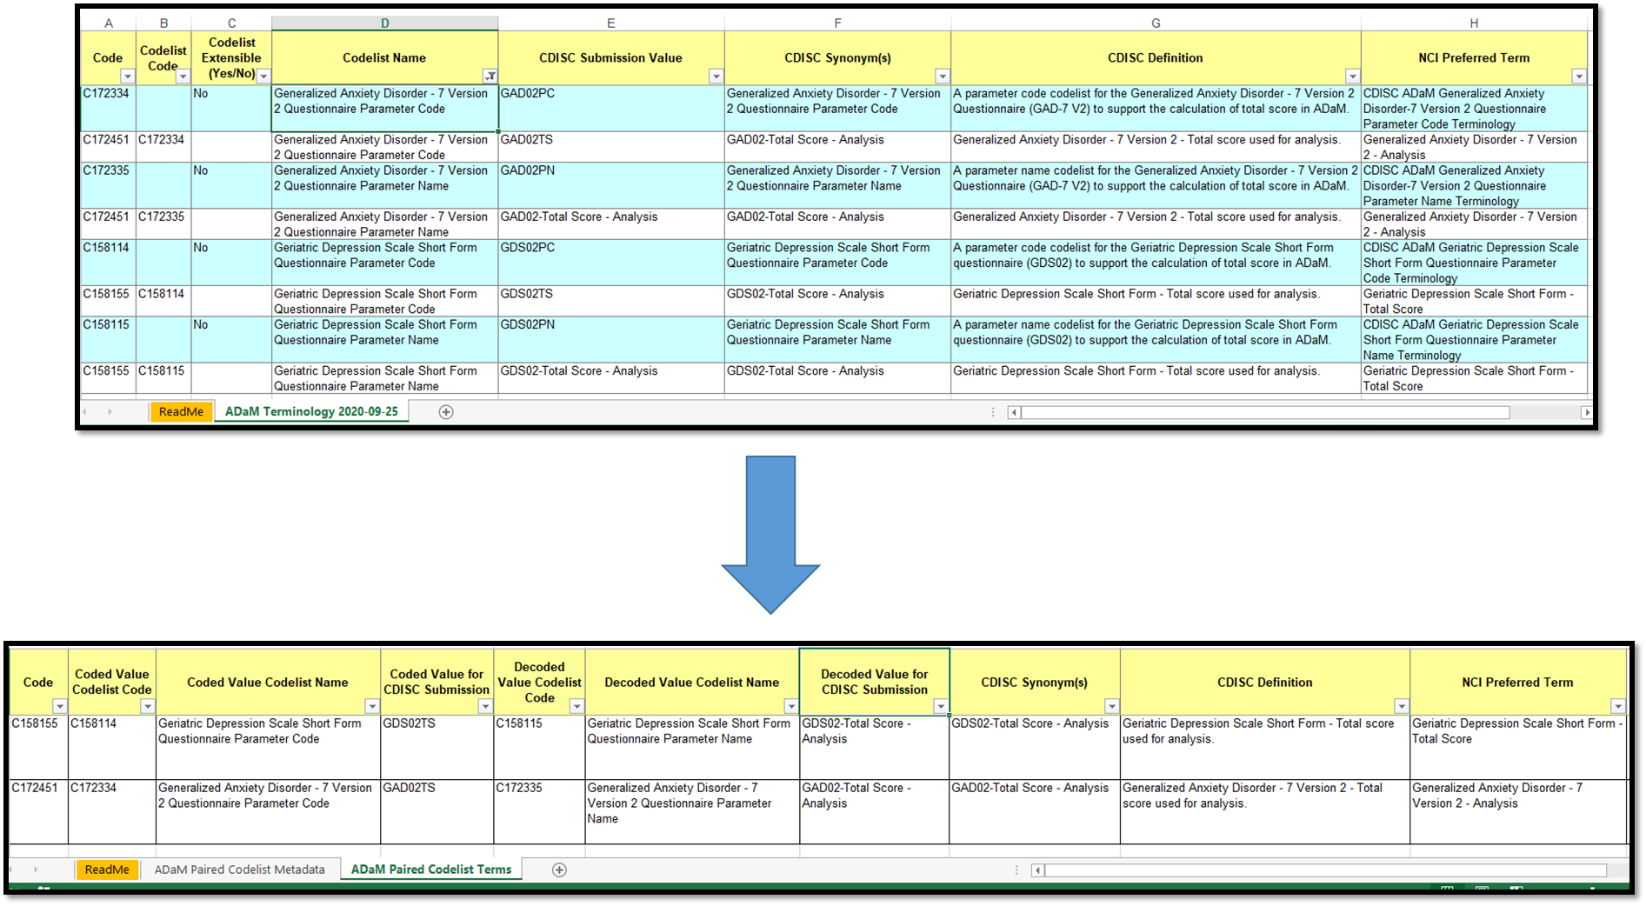 A B C D E F G H
Code
Codelist
Code
Codelist
Extensible
(Yes/No)
Codelist Name
CDISC Submission Value
CDISC Synonym(s)
CDISC Definition
NCI Preferred Term
C172334
No
Generalized Anxiety Disorder - 7 Version
2 Questionnaire Parameter Code
GAD02PC
Generalized Anxiety Disorder - 7 Version
2 Questionnaire Parameter Code
A parameter code codelist for the Generalized Anxiety Disorder - 7 Version 2
Questionnaire (GAD-7 V2) to support the calculation of total score in ADaM.
CDISC ADaM Generalized Anxiety
Disorder-7 Version 2 Questionnaire
Parameter Code Terminology
C172451
C172334
Generalized Anxiety Disorder - 7 Version
2 Questionnaire Parameter Code
GAD02TS
GAD02-Total Score - Analysis
Generalized Anxiety Disorder - 7 Version 2 - Total score used for analysis.
Generalized Anxiety Disorder - 7 Version
2 - Analysis
C172335
No
Generalized Anxiety Disorder - 7 Version
2 Questionnaire Parameter Name
GAD02PN
Generalized Anxiety Disorder - 7 Version
2 Questionnaire Parameter Name
A parameter name codelist for the Generalized Anxiety Disorder - 7 Version 2
Questionnaire (GAD-7 V2) to support the calculation of total score in ADaM.
CDISC ADaM Generalized Anxiety
Disorder-7 Version 2 Questionnaire
Parameter Name Terminology
C172451
C172335
Generalized Anxiety Disorder - 7 Version
2 Questionnaire Parameter Name
GAD02-Total Score - Analysis
GAD02-Total Score - Analysis
Generalized Anxiety Disorder - 7 Version 2 - Total score used for analysis.
Generalized Anxiety Disorder - 7 Version
2 - Analysis
C158114
No
Geriatric Depression Scale Short Form
Questionnaire Parameter Code
GDS02PC
Geriatric Depression Scale Short Form
Questionnaire Parameter Code
A parameter code codelist for the Geriatric Depression Scale Short Form
questionnaire (GDS02) to support the calculation of total score in ADaM.
CDISC ADaM Geriatric Depression Scale
Short Form Questionnaire Parameter
Code Terminology
C158155
C158114
Geriatric Depression Scale Short Form
Questionnaire Parameter Code
GDS02TS
GDS02-Total Score - Analysis
Geriatric Depression Scale Short Form - Total score used for analysis.
Geriatric Depression Scale Short Form -
Total Score
C158115
No
Geriatric Depression Scale Short Form
Questionnaire Parameter Name
GDS02PN
Geriatric Depression Scale Short Form
Questionnaire Parameter Name
A parameter name codelist for the Geriatric Depression Scale Short Form
questionnaire (GDS02) to support the calculation of total score in ADaM.
CDISC ADaM Geriatric Depression Scale
Short Form Questionnaire Parameter
Name Terminology
C158155
C158115
Geriatric Depression Scale Short Form
Questionnaire Parameter Name
GDS02-Total Score - Analysis
GDS02-Total Score - Analysis
Geriatric Depression Scale Short Form - Total score used for analysis.
Geriatric Depression Scale Short Form -
Total Score
ReadMe
ADaM Terminology 2020-09-25
Code
Coded Value
Codelist Code
Coded Value Codelist Name
Coded Value for
CDISC Submission
Decoded
Value Codelist
Code
Decoded Value Codelist Name
Decoded Value for
CDISC Submission
CDISC Synonym(s)
CDISC Definition
NCI Preferred Term
C158155
C158114
Geriatric Depression Scale Short Form
Questionnaire Parameter Code
GDS02TS
C158115
Geriatric Depression Scale Short Form
Questionnaire Parameter Name
GDS02-Total Score -
Analysis
GDS02-Total Score - Analysis
Geriatric Depression Scale Short Form - Total score
used for analysis.
Geriatric Depression Scale Short Form -
Total Score
C172451
C172334
Generalized Anxiety Disorder - 7 Version
2 Questionnaire Parameter Code
GAD02TS
C172335
Generalized Anxiety Disorder - 7
Version 2 Questionnaire Parameter
Name
GAD02-Total Score -
Analysis
GAD02-Total Score - Analysis
Generalized Anxiety Disorder - 7 Version 2 - Total
score used for analysis.
Generalized Anxiety Disorder - 7
Version 2 - Analysis
ReadMe
ADaM Paired Codelist Metadata
ADaM Paired Codelist Terms